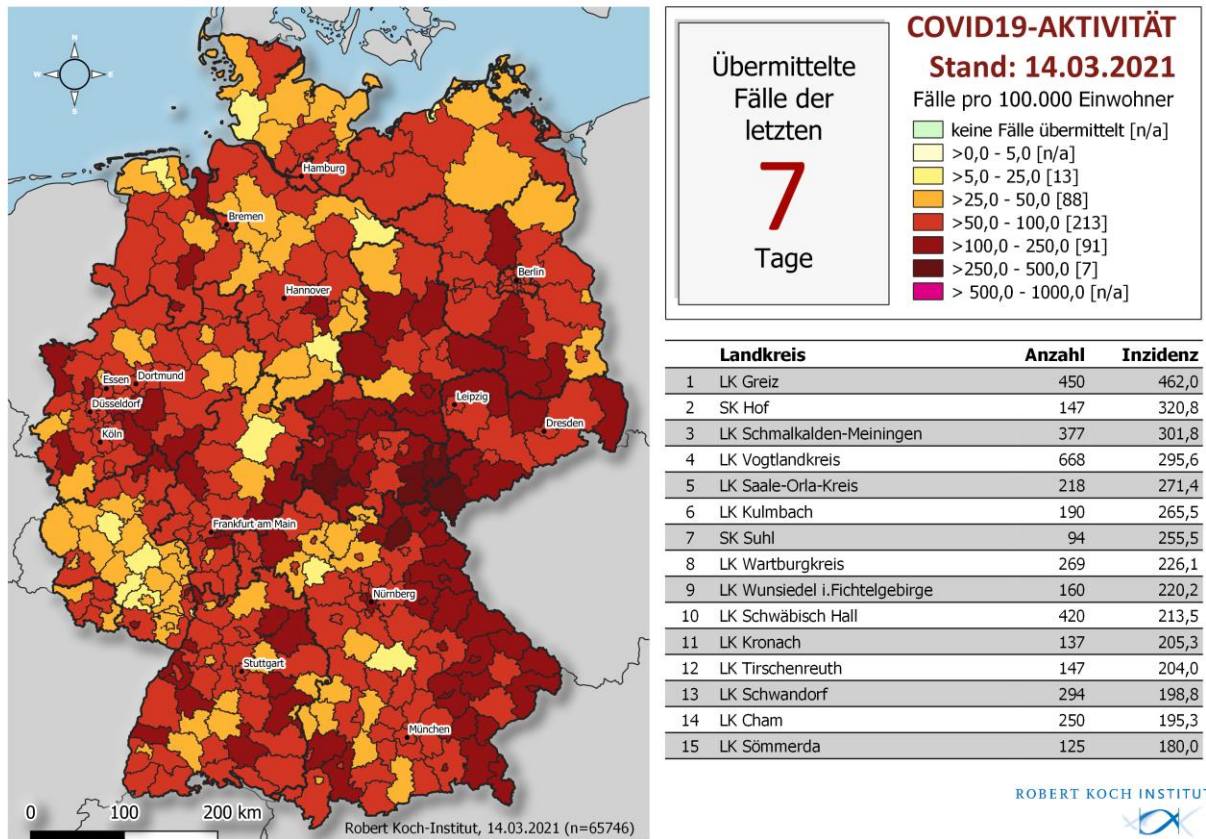 N
W
E
S
Hamburg
Bremen
Berlin
Hannover
Essen
Dortmund
Düsseldorf
Köln
Leipzig
Dresden
Frankfurt am Main
Nürnberg
Stuttgart
München
0 100 200 km
Robert Koch-Institut, 14.03.2021 (n=65746)
Übermittelte
Fälle der
letzten
7
Tage
COVID19-AKTIVITÄT
Stand: 14.03.2021
Fälle pro 100.000 Einwohner
keine Fälle übermittelt [n/a]
>0,0 - 5,0 [n/a]
>5,0 - 25,0 [13]
>25,0 - 50,0 [88]
>50,0 - 100,0 [213]
>100,0 - 250,0 [91]
>250,0 - 500,0 [7]
> 500,0 - 1000,0 [n/a]
Landkreis Anzahl Inzidenz
1 LK Greiz 450 462,0
2 SK Hof 147 320,8
3 LK Schmalkalden-Meiningen 377 301,8
4 LK Vogtlandkreis 668 295,6
5 LK Saale-Orla-Kreis 218 271,4
6 LK Kulmbach 190 265,5
7 SK Suhl 94 255,5
8 LK Wartburgkreis 269 226,1
9 LK Wunsiedel i.Fichtelgebirge 160 220,2
10 LK Schwäbisch Hall 420 213,5
11 LK Kronach 137 205,3
12 LK Tirschenreuth 147 204,0
13 LK Schwandorf 294 198,8
14 LK Cham 250 195,3
15 LK Sömmerda 125 180,0
ROBERT KOCH INSTITUT